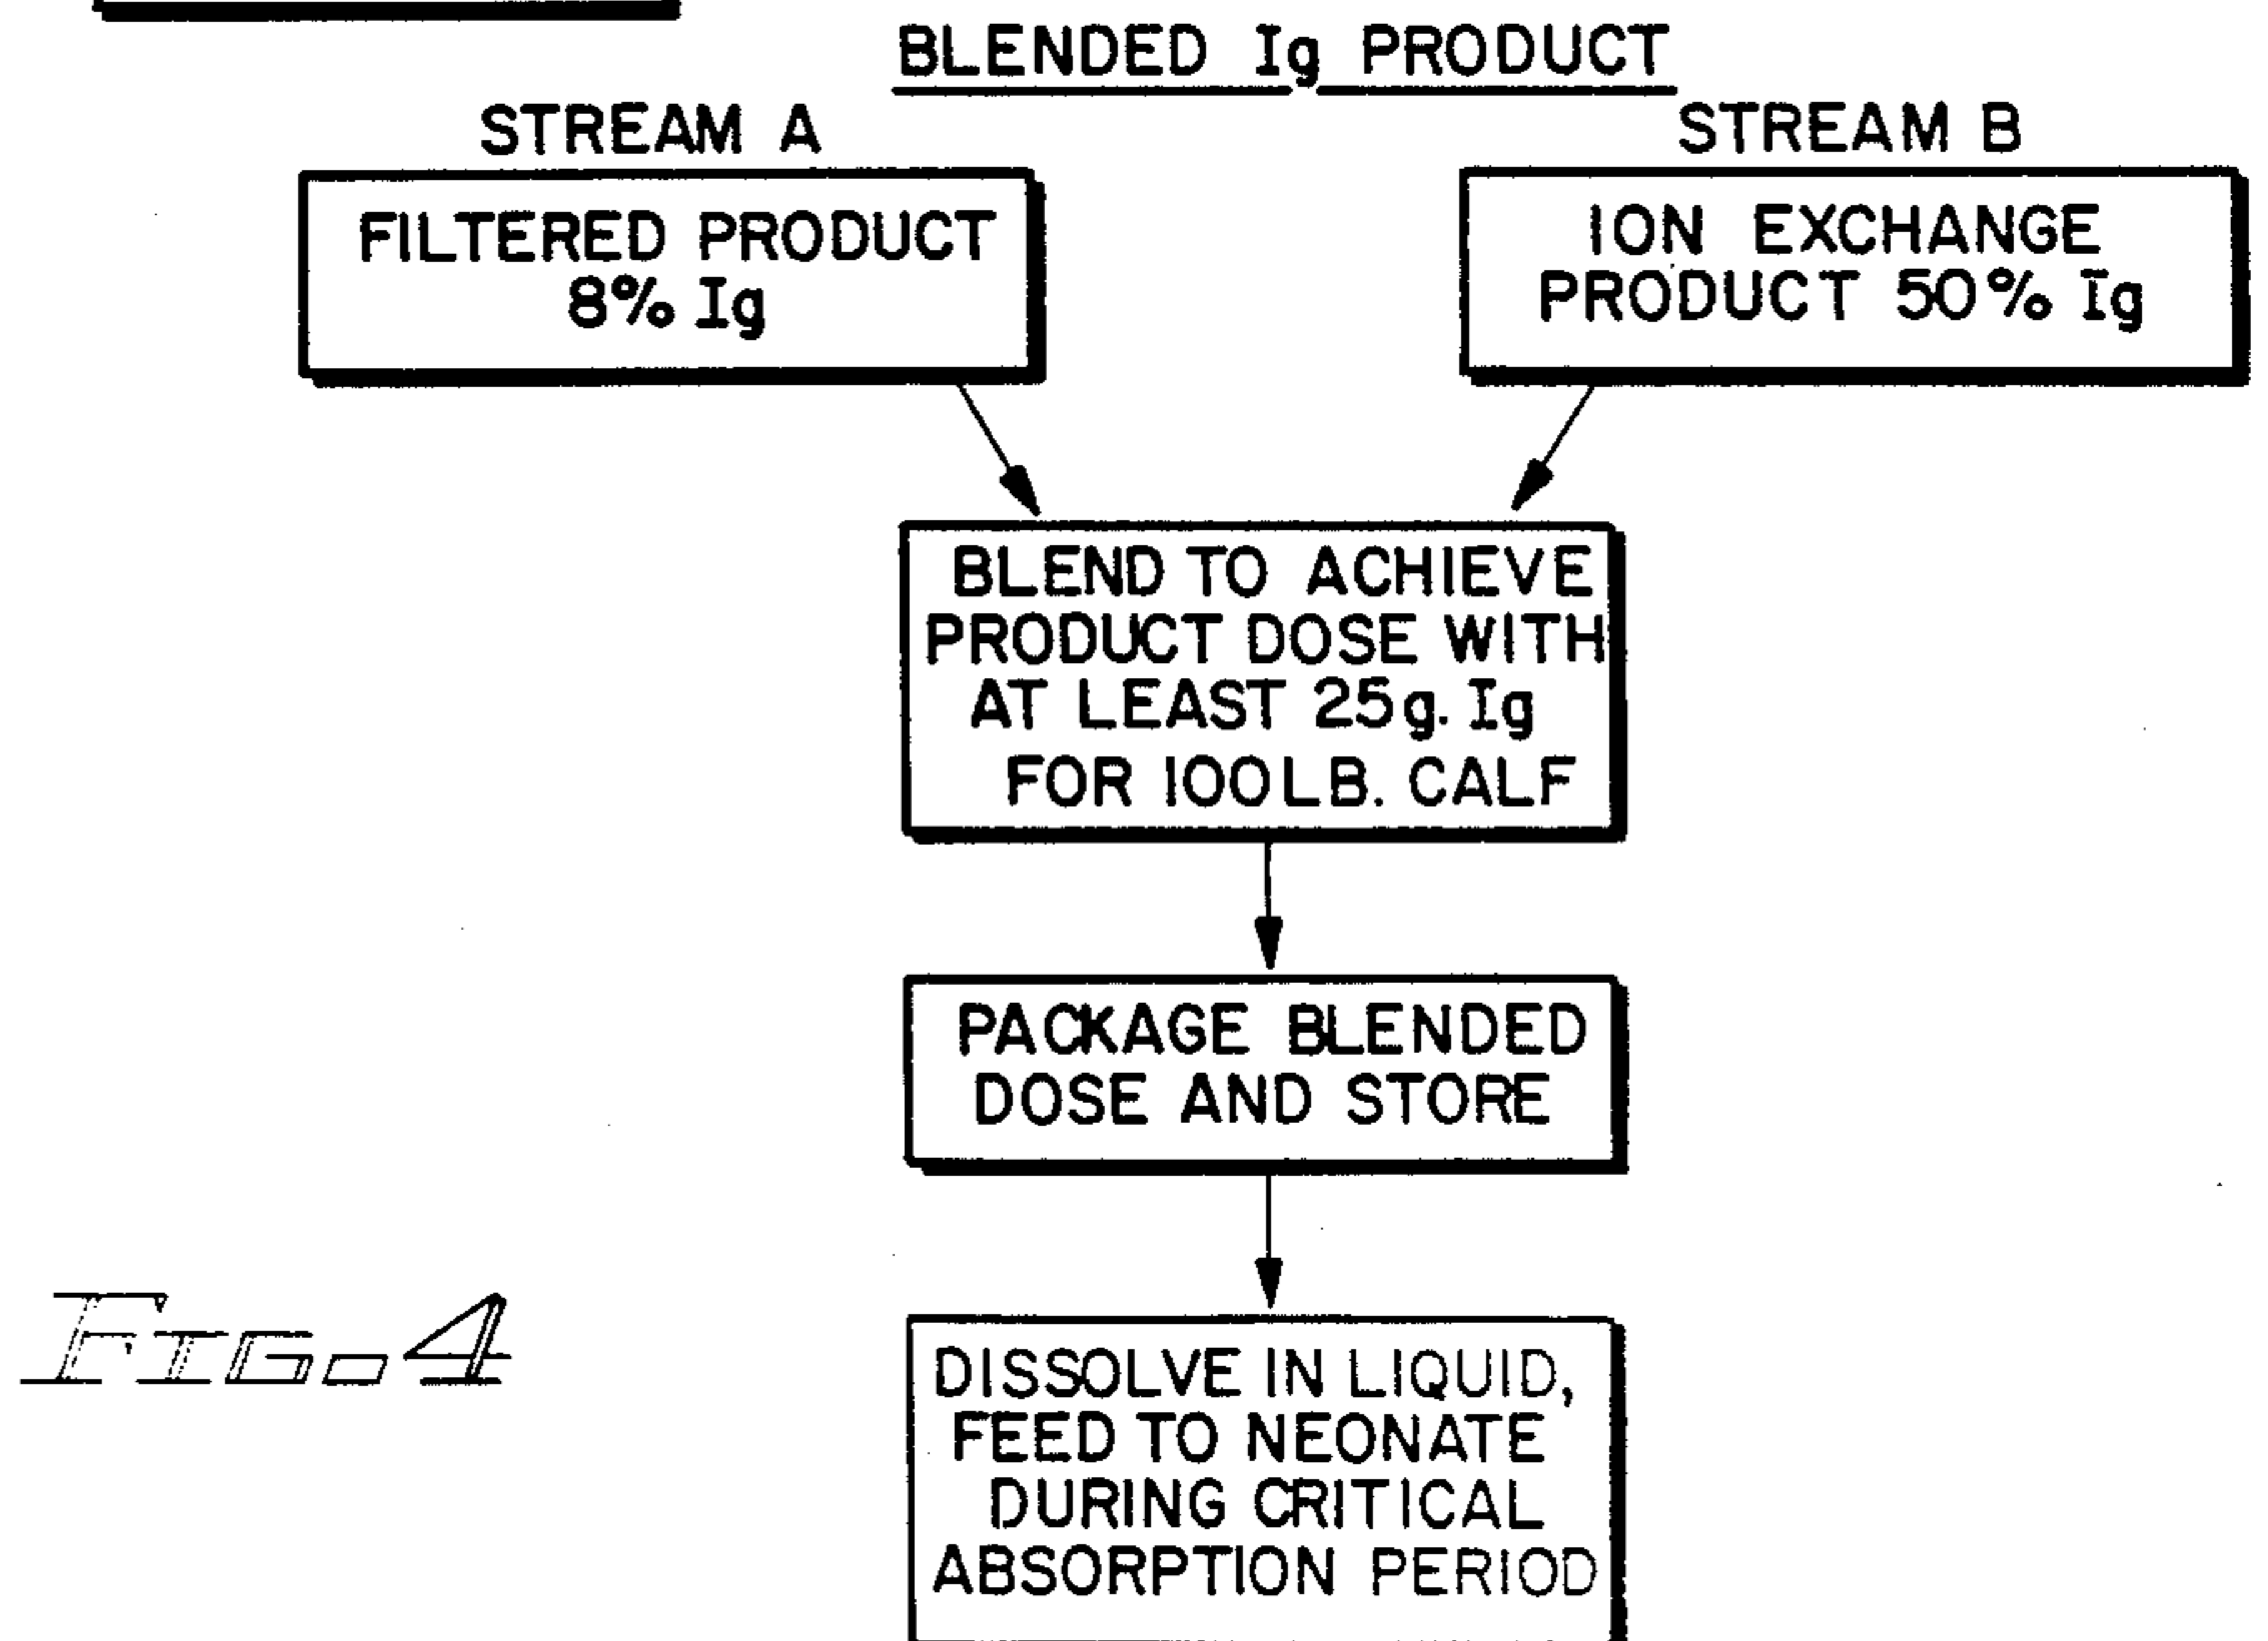 BLENDED Ig PRODUCT
STREAM A
STREAM B
FILTERED PRODUCT
8% Ig
ION EXCHANGE
PRODUCT 50% Ig
BLEND TO ACHIEVE
PRODUCT DOSE WITH
AT LEAST 25g. Ig
FOR 100LB. CALF
PACKAGE BLENDED
DOSE AND STORE
DISSOLVE IN LIQUID,
FEED TO NEONATE
DURING CRITICAL
ABSORPTION PERIOD
FIG. 4